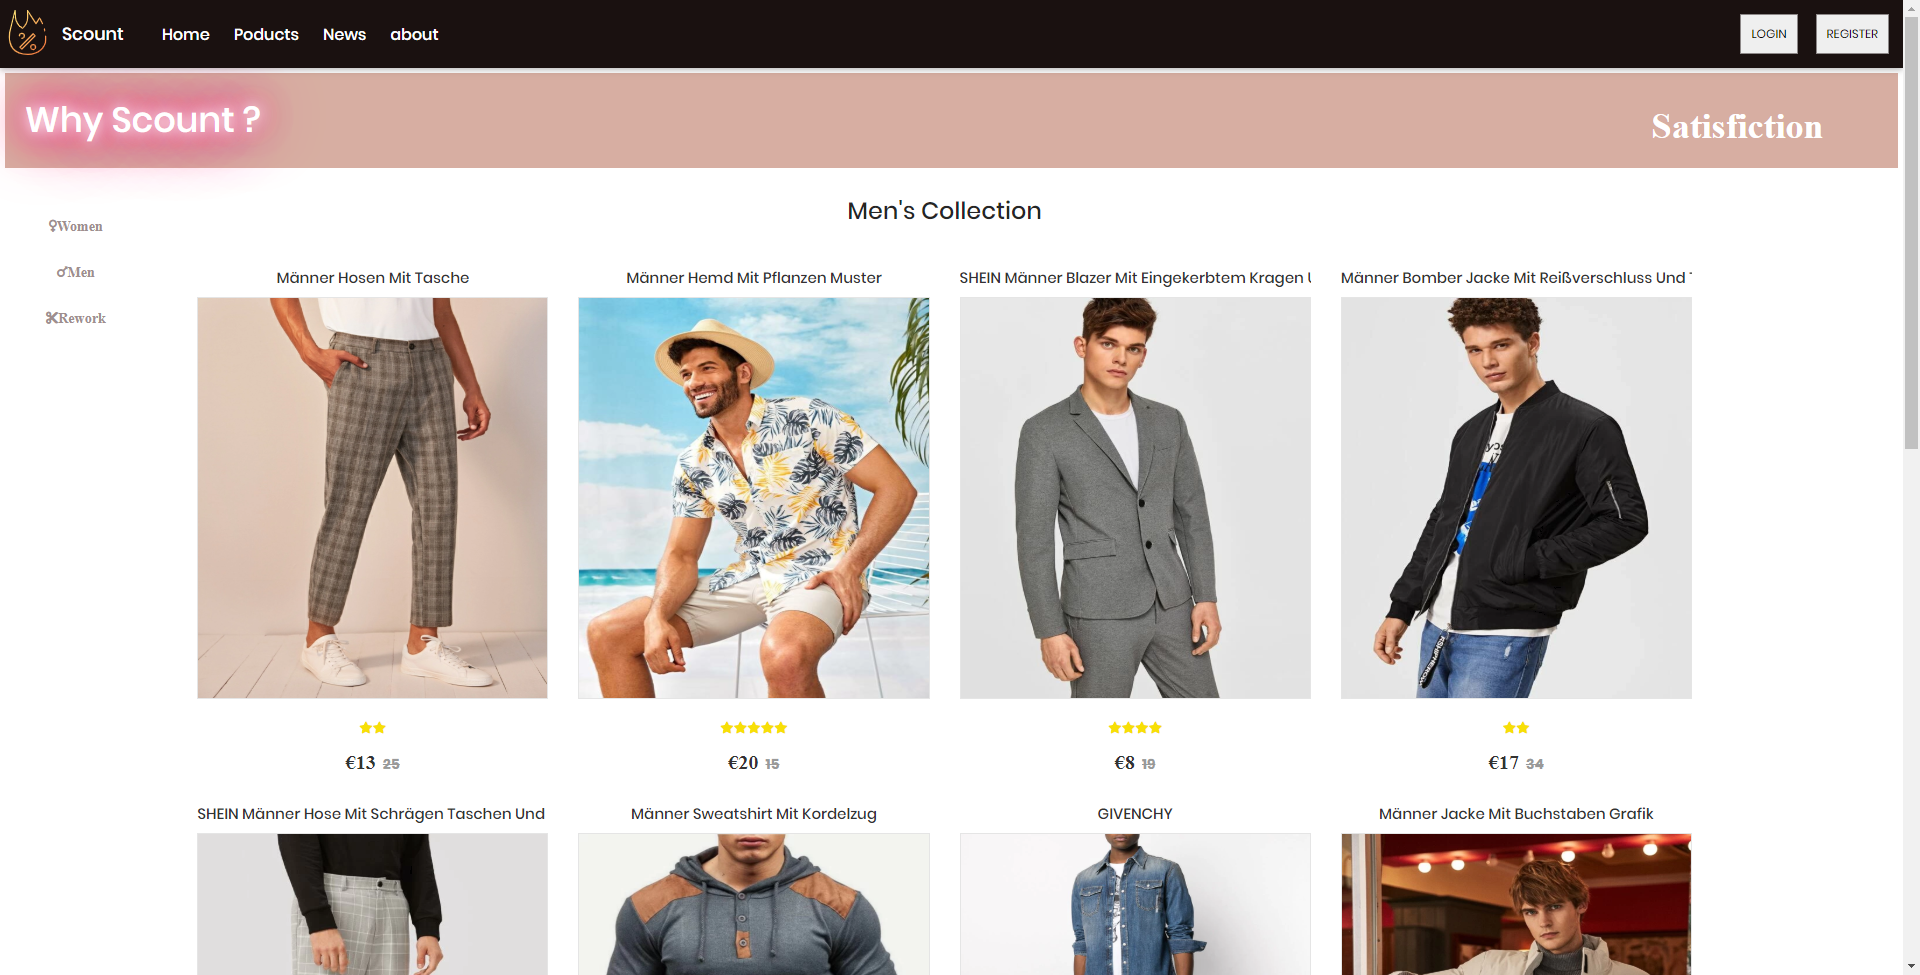 Scount
Home Poducts News about
LOGIN REGISTER
Why Scount ?
Satisfiction
Women
Men
Rework
Men's Collection
Männer Hosen Mit Tasche
Männer Hemd Mit Pflanzen Muster
SHEIN Männer Blazer Mit Eingekerbtem Kragen
Männer Bomber Jacke Mit Reißverschluss Und
€13 25
€20 15
€8 19
€17 34
SHEIN Männer Hose Mit Schrägen Taschen Und
Männer Sweatshirt Mit Kordelzug
GIVENCHY
Männer Jacke Mit Buchstaben Grafik